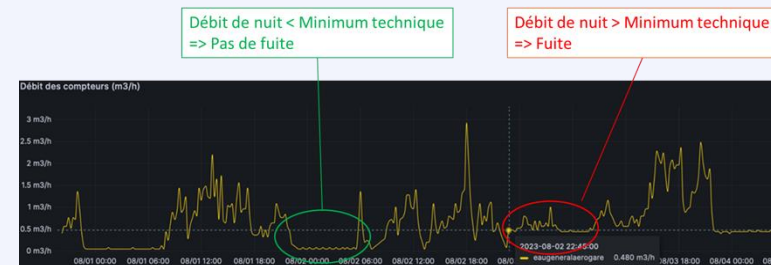 Débit de nuit < Minimum technique
=> Pas de fuite
Débit de nuit > Minimum technique
=> Fuite
Débit des compteurs (m3/h)
3 m3/h
2.5 m3/h
2 m3/h
1.5 m3/h
1 m3/h
0.5 m3/h
0 m3/h
2023-08-02 22:45:00
eaugeneralaerogare 0.480 m3/h
08/01 00:00 08/01 06:00 08/01 12:00 08/01 18:00 08/02 00:00 08/02 06:00 08/02 12:00 08/02 18:00 08/0 08/03 18:00 08/04 00:00 08